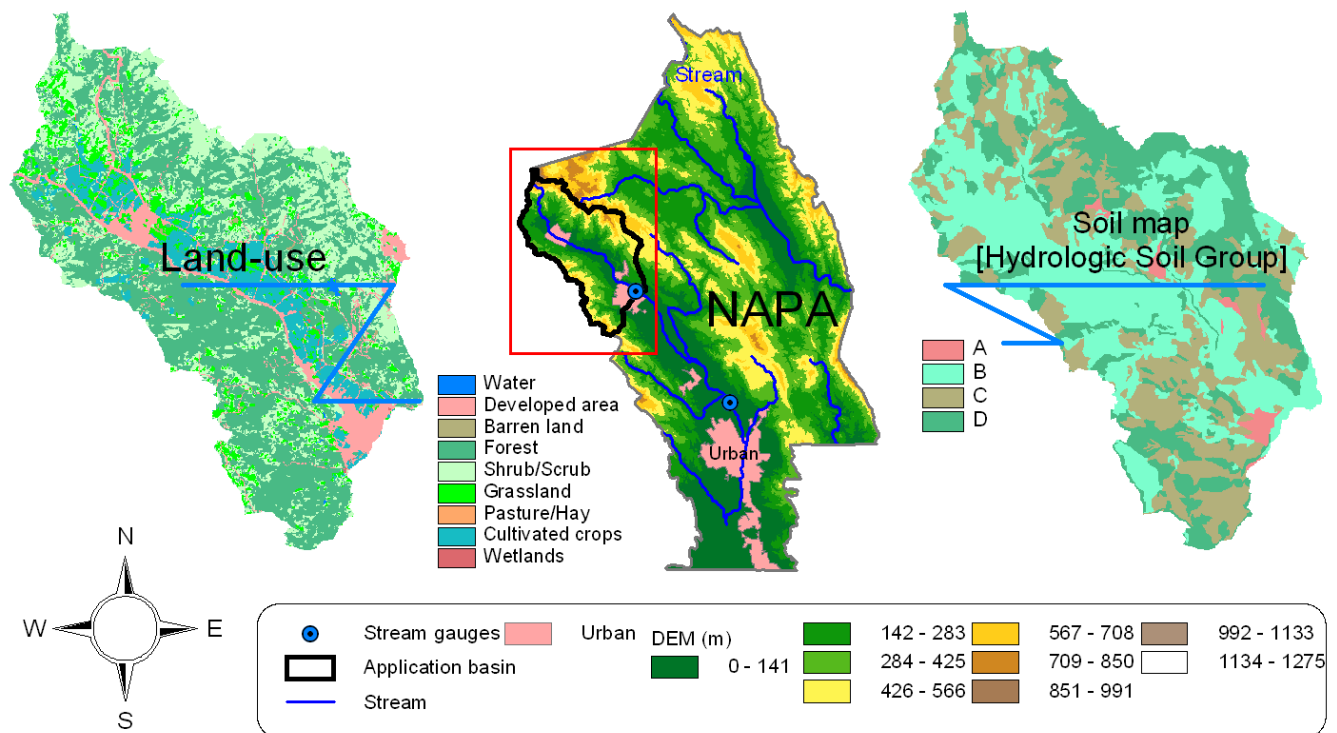 Stream
Land-use
NAPA
Urban
Soil map
[Hydrologic Soil Group]
A
B
C
D
Water
Developed area
Barren land
Forest
Shrub/Scrub
Grassland
Pasture/Hay
Cultivated crops
Wetlands
N
W
E
S
Stream gauges
Urban
Application basin
Stream
DEM (m)
0 - 141
142 - 283
284 - 425
426 - 566
567 - 708
709 - 850
851 - 991
992 - 1133
1134 - 1275